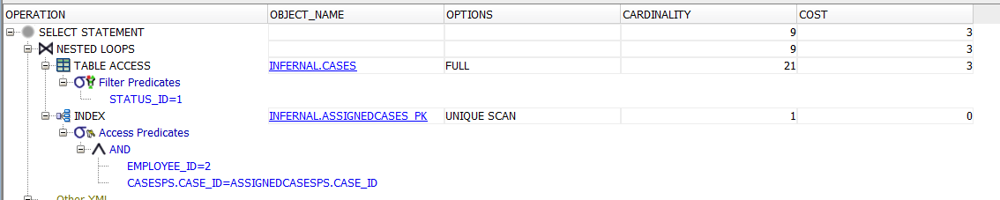 OPERATION OBJECT_NAME OPTIONS CARDINALITY COST
SELECT STATEMENT 9 3
NESTED LOOPS 9 3
TABLE ACCESS INFERNAL.CASES FULL 21 3
Filter Predicates
STATUS_ID=1
INDEX INFERNAL.ASSIGNEDCASES_PK UNIQUE SCAN 1 0
Access Predicates
AND
EMPLOYEE_ID=2
CASESPS.CASE_ID=ASSIGNEDCASESPS.CASE_ID
Other XML